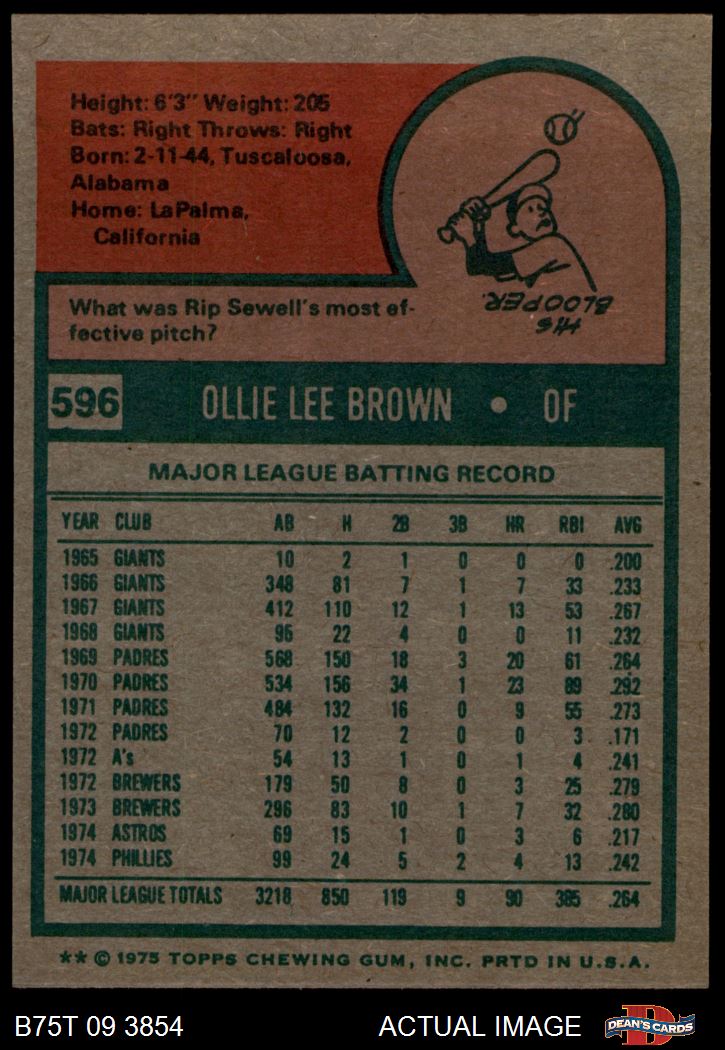 Height: 6'3" Weight: 205
Bats: Right Throws: Right
Born: 2-11-44, Tuscaloosa,
Alabama
Home: LaPalma,
California
What was Rip Sewell's most ef-
fective pitch?
HIS
BLOOPER.
596 OLLIE LEE BROWN • OF
MAJOR LEAGUE BATTING RECORD
YEAR CLUB AB H 2B 3B HR RBI AVG
1965 GIANTS 10 2 1 0 0 0 .200
1966 GIANTS 348 81 7 1 7 33 .233
1967 GIANTS 412 110 12 1 13 53 .267
1968 GIANTS 95 22 4 0 0 11 .232
1969 PADRES 568 150 18 3 20 61 .264
1970 PADRES 534 156 34 1 23 89 .292
1971 PADRES 484 132 16 0 9 55 .273
1972 PADRES 70 12 2 0 0 3 .171
1972 A's 54 13 1 0 1 4 .241
1972 BREWERS 179 50 8 0 3 25 .279
1973 BREWERS 296 83 10 1 7 32 .280
1974 ASTROS 69 15 1 0 3 6 .217
1974 PHILLIES 99 24 5 2 4 13 .242
MAJOR LEAGUE TOTALS 3218 850 119 9 90 385 .264
** © 1975 TOPPS CHEWING GUM, INC. PRTD IN U.S.A.
B75T 09 3854 ACTUAL IMAGE DEAN'S CARDS